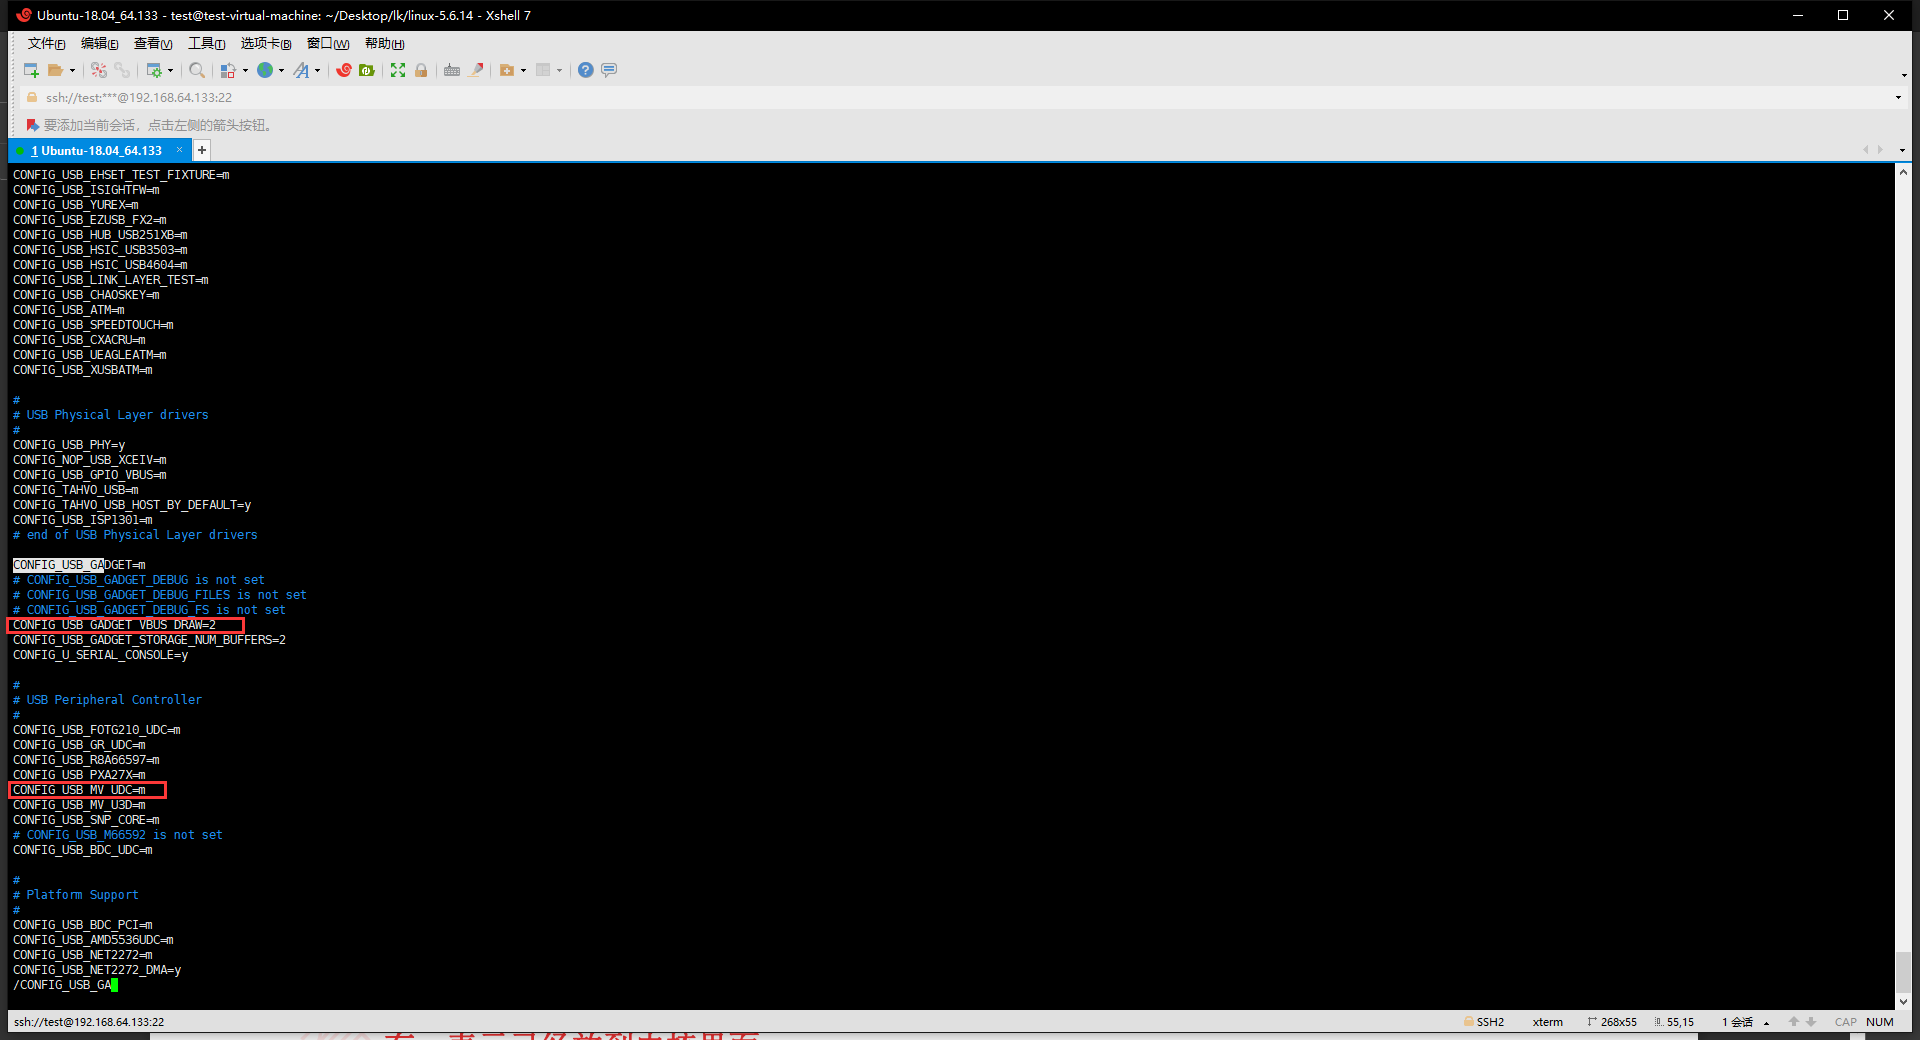 Ubuntu-18.04_64.133 - test@test-virtual-machine: ~/Desktop/lk/linux-5.6.14 - Xshell 7
文件(F) 编辑(E) 查看(V) 工具(T) 选项卡(B) 窗口(W) 帮助(H)
ssh://test:***@192.168.64.133:22
要添加当前会话，点击左侧的箭头按钮。
1 Ubuntu-18.04_64.133 × +
CONFIG_USB_EHSET_TEST_FIXTURE=m
CONFIG_USB_ISIGHTFW=m
CONFIG_USB_YUREX=m
CONFIG_USB_EZUSB_FX2=m
CONFIG_USB_HUB_USB251XB=m
CONFIG_USB_HSIC_USB3503=m
CONFIG_USB_HSIC_USB4604=m
CONFIG_USB_LINK_LAYER_TEST=m
CONFIG_USB_CHAOSKEY=m
CONFIG_USB_ATM=m
CONFIG_USB_SPEEDTOUCH=m
CONFIG_USB_CXACRU=m
CONFIG_USB_UEAGLEATM=m
CONFIG_USB_XUSBATM=m
#
# USB Physical Layer drivers
#
CONFIG_USB_PHY=y
CONFIG_NOP_USB_XCEIV=m
CONFIG_USB_GPIO_VBUS=m
CONFIG_TAHVO_USB=m
CONFIG_TAHVO_USB_HOST_BY_DEFAULT=y
CONFIG_USB_ISP1301=m
# end of USB Physical Layer drivers
CONFIG_USB_GADGET=m
# CONFIG_USB_GADGET_DEBUG is not set
# CONFIG_USB_GADGET_DEBUG_FILES is not set
# CONFIG_USB_GADGET_DEBUG_FS is not set
CONFIG_USB_GADGET_VBUS_DRAW=2
CONFIG_USB_GADGET_STORAGE_NUM_BUFFERS=2
CONFIG_U_SERIAL_CONSOLE=y
#
# USB Peripheral Controller
#
CONFIG_USB_FOTG210_UDC=m
CONFIG_USB_GR_UDC=m
CONFIG_USB_R8A66597=m
CONFIG_USB_PXA27X=m
CONFIG_USB_MV_UDC=m
CONFIG_USB_MV_U3D=m
CONFIG_USB_SNP_CORE=m
# CONFIG_USB_M66592 is not set
CONFIG_USB_BDC_UDC=m
#
# Platform Support
#
CONFIG_USB_BDC_PCI=m
CONFIG_USB_AMD5536UDC=m
CONFIG_USB_NET2272=m
CONFIG_USB_NET2272_DMA=y
/CONFIG_USB_GA
ssh://test@192.168.64.133:22 SSH2 xterm 268x55 55,15 1 会话 CAP NUM